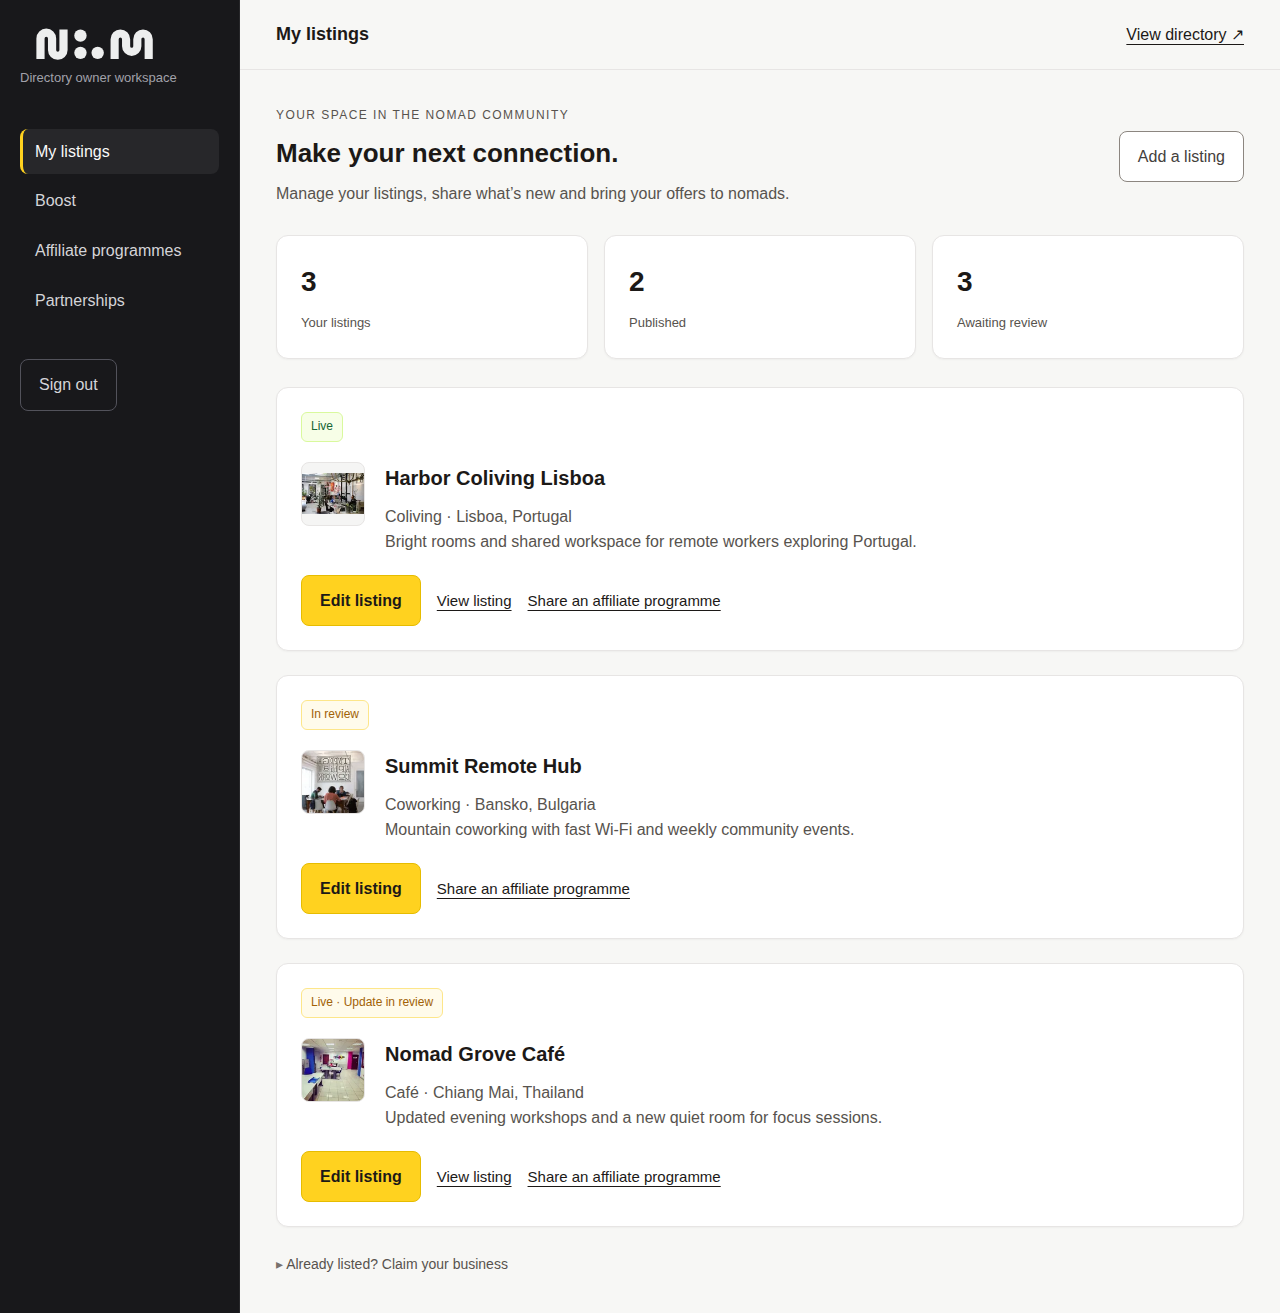 Directory owner workspace
My listings
Boost
Affiliate programmes
Partnerships
Sign out
My listings
View directory ↗
YOUR SPACE IN THE NOMAD COMMUNITY
Make your next connection.
Manage your listings, share what’s new and bring your offers to nomads.
Add a listing
3
Your listings
2
Published
3
Awaiting review
Live
Harbor Coliving Lisboa
Coliving · Lisboa, Portugal
Bright rooms and shared workspace for remote workers exploring Portugal.
Edit listing
View listing
Share an affiliate programme
In review
Summit Remote Hub
Coworking · Bansko, Bulgaria
Mountain coworking with fast Wi-Fi and weekly community events.
Edit listing
Share an affiliate programme
Live · Update in review
Nomad Grove Café
Café · Chiang Mai, Thailand
Updated evening workshops and a new quiet room for focus sessions.
Edit listing
View listing
Share an affiliate programme
▸ Already listed? Claim your business